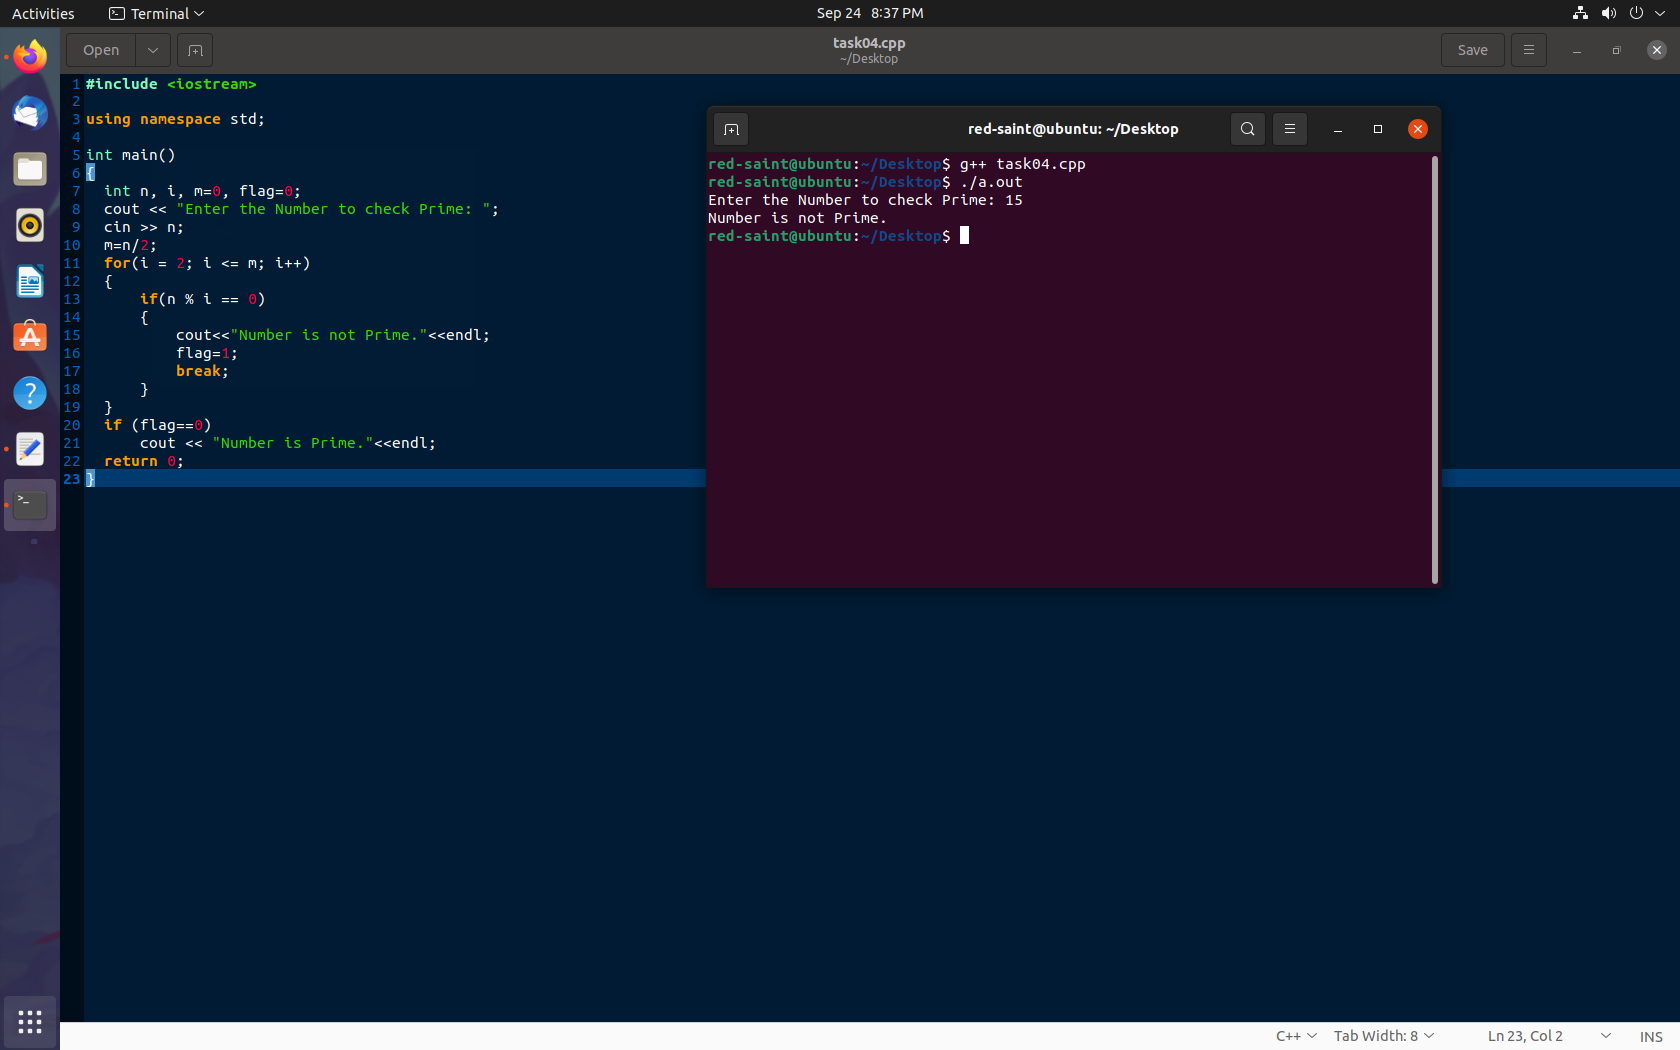 Activities Terminal Sep 24 8:37 PM
Open task04.cpp Save
~/Desktop
1 #include <iostream>
2
3 using namespace std;
4
5 int main()
6 {
7 int n, i, m=0, flag=0;
8 cout << "Enter the Number to check Prime: ";
9 cin >> n;
10 m=n/2;
11 for(i = 2; i <= m; i++)
12 {
13 if(n % i == 0)
14 {
15 cout<<"Number is not Prime."<<endl;
16 flag=1;
17 break;
18 }
19 }
20 if (flag==0)
21 cout << "Number is Prime."<<endl;
22 return 0;
23 }
red-saint@ubuntu: ~/Desktop
red-saint@ubuntu:~/Desktop$ g++ task04.cpp
red-saint@ubuntu:~/Desktop$ ./a.out
Enter the Number to check Prime: 15
Number is not Prime.
red-saint@ubuntu:~/Desktop$
C++ Tab Width: 8 Ln 23, Col 2 INS